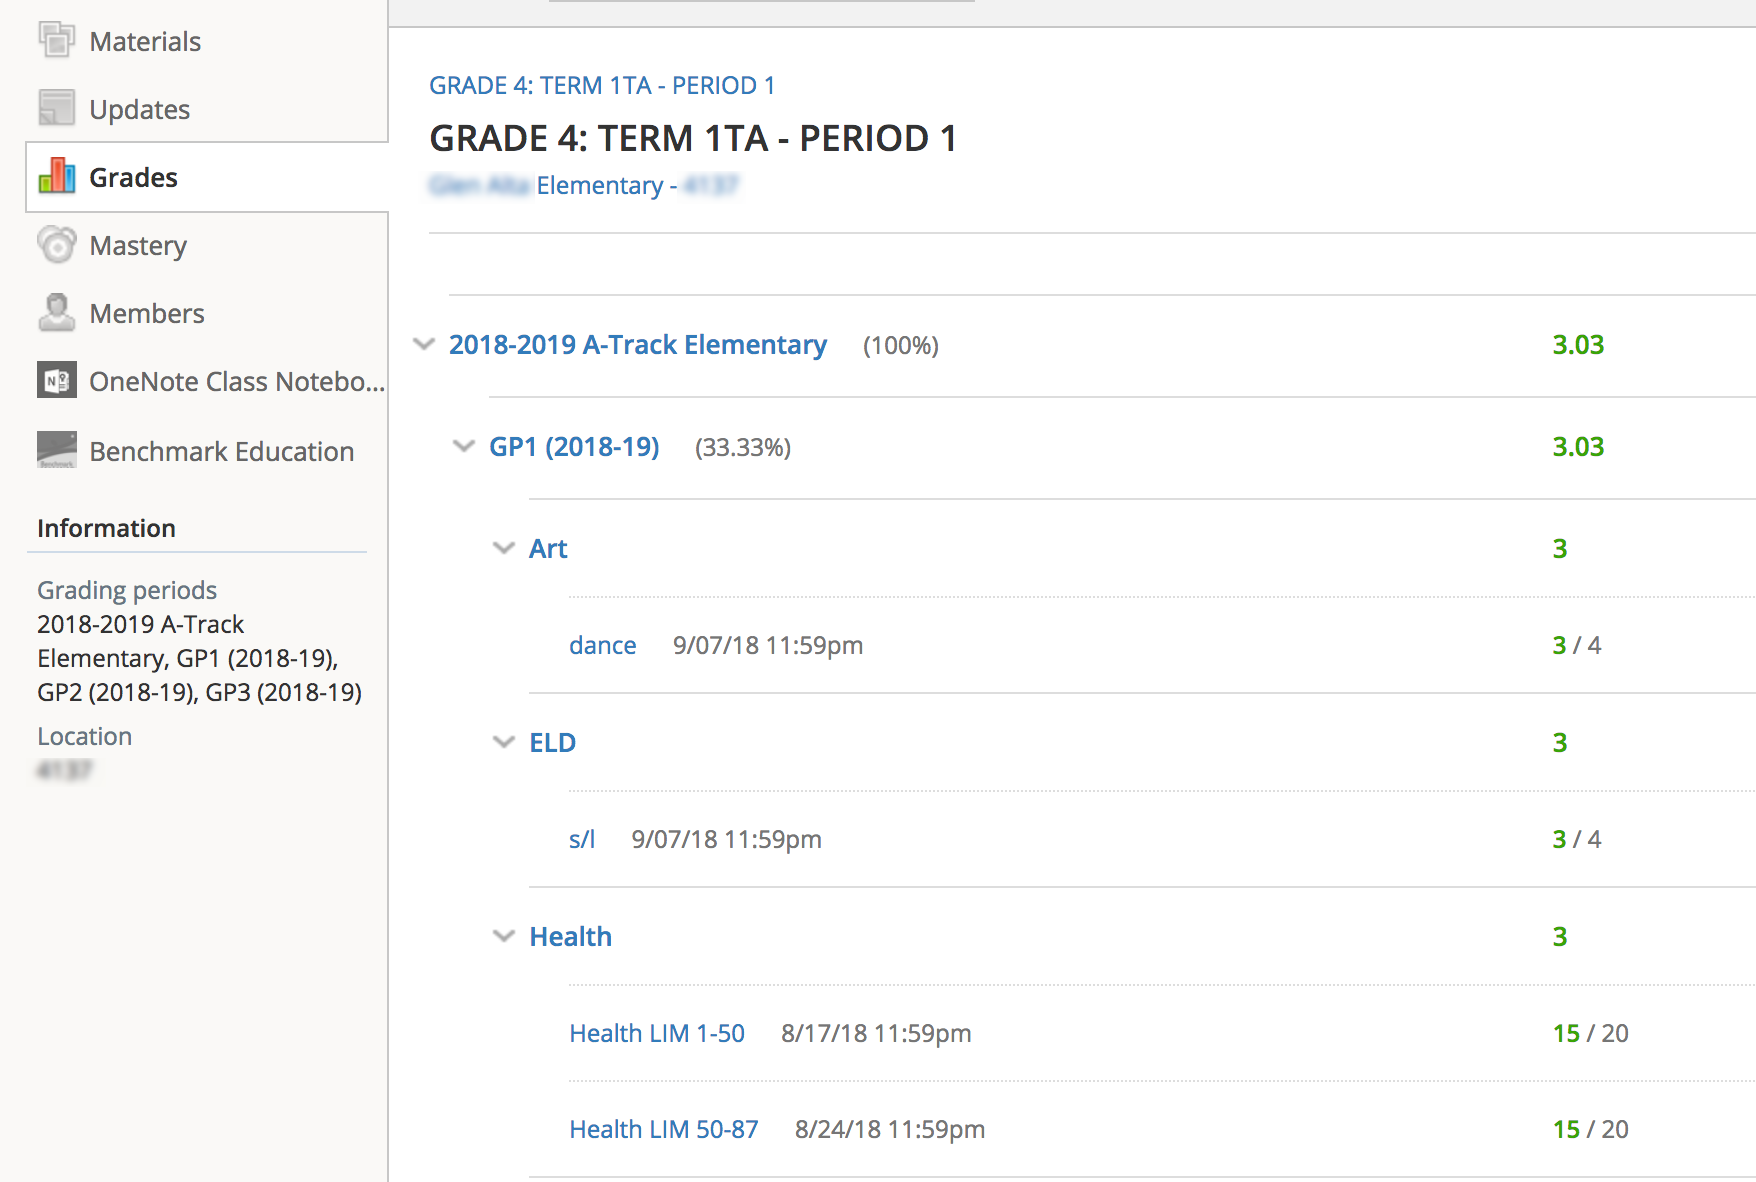 Materials
Updates
Grades
Mastery
Members
OneNote Class Notebo...
Benchmark Education
Information
Grading periods
2018-2019 A-Track
Elementary, GP1 (2018-19),
GP2 (2018-19), GP3 (2018-19)
Location
GRADE 4: TERM 1TA - PERIOD 1
GRADE 4: TERM 1TA - PERIOD 1
Elementary -
2018-2019 A-Track Elementary (100%) 3.03
GP1 (2018-19) (33.33%) 3.03
Art 3
dance 9/07/18 11:59pm 3 / 4
ELD 3
s/l 9/07/18 11:59pm 3 / 4
Health 3
Health LIM 1-50 8/17/18 11:59pm 15 / 20
Health LIM 50-87 8/24/18 11:59pm 15 / 20